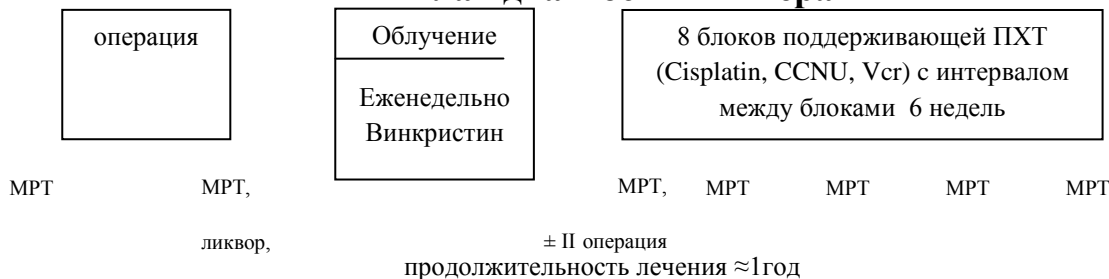 операция
Облучение
Еженедельно
Винкристин
8 блоков поддерживающей ПХТ
(Cisplatin, CCNU, Vcr) с интервалом
между блоками 6 недель
МРТ МРТ, МРТ, МРТ МРТ МРТ МРТ
ликвор, ± II операция
продолжительность лечения ≈1год